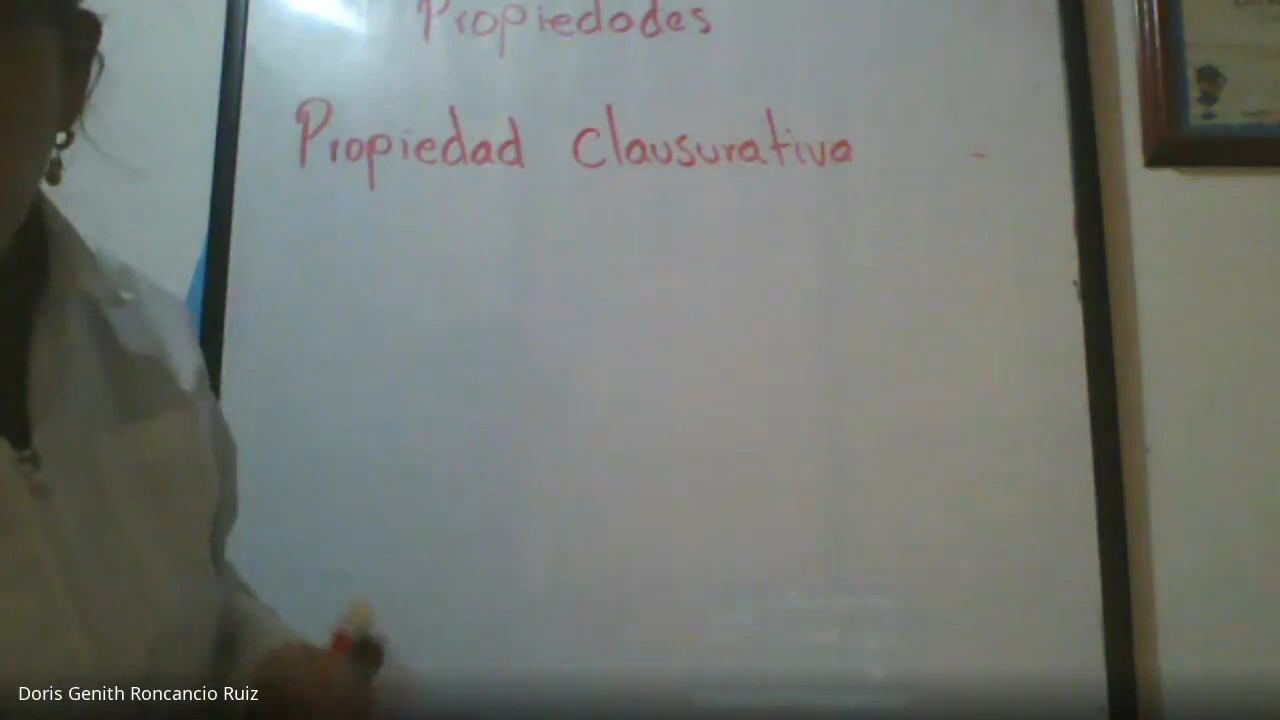 Propiedades
Propiedad Clausurativa
Doris Genith Roncancio Ruiz